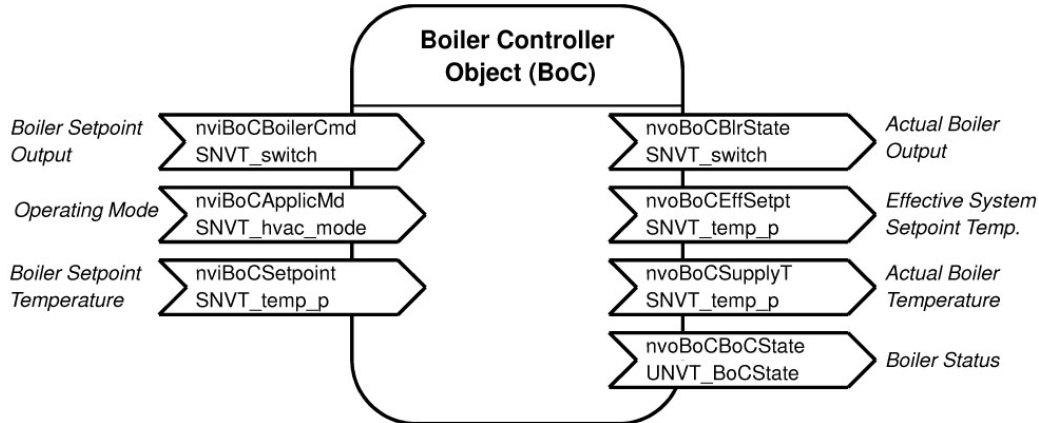 Boiler Controller
Object (BoC)
Boiler Setpoint
Output
nviBoCBoilerCmd
SNVT_switch
Operating Mode
nviBoCApplicMd
SNVT_hvac_mode
Boiler Setpoint
Temperature
nviBoCSetpoint
SNVT_temp_p
nvoBoCBlrState
SNVT_switch
Actual Boiler
Output
nvoBoCEffSetpt
SNVT_temp_p
Effective System
Setpoint Temp.
nvoBoCSupplyT
SNVT_temp_p
Actual Boiler
Temperature
nvoBoCBoCState
UNVT_BoCState
Boiler Status